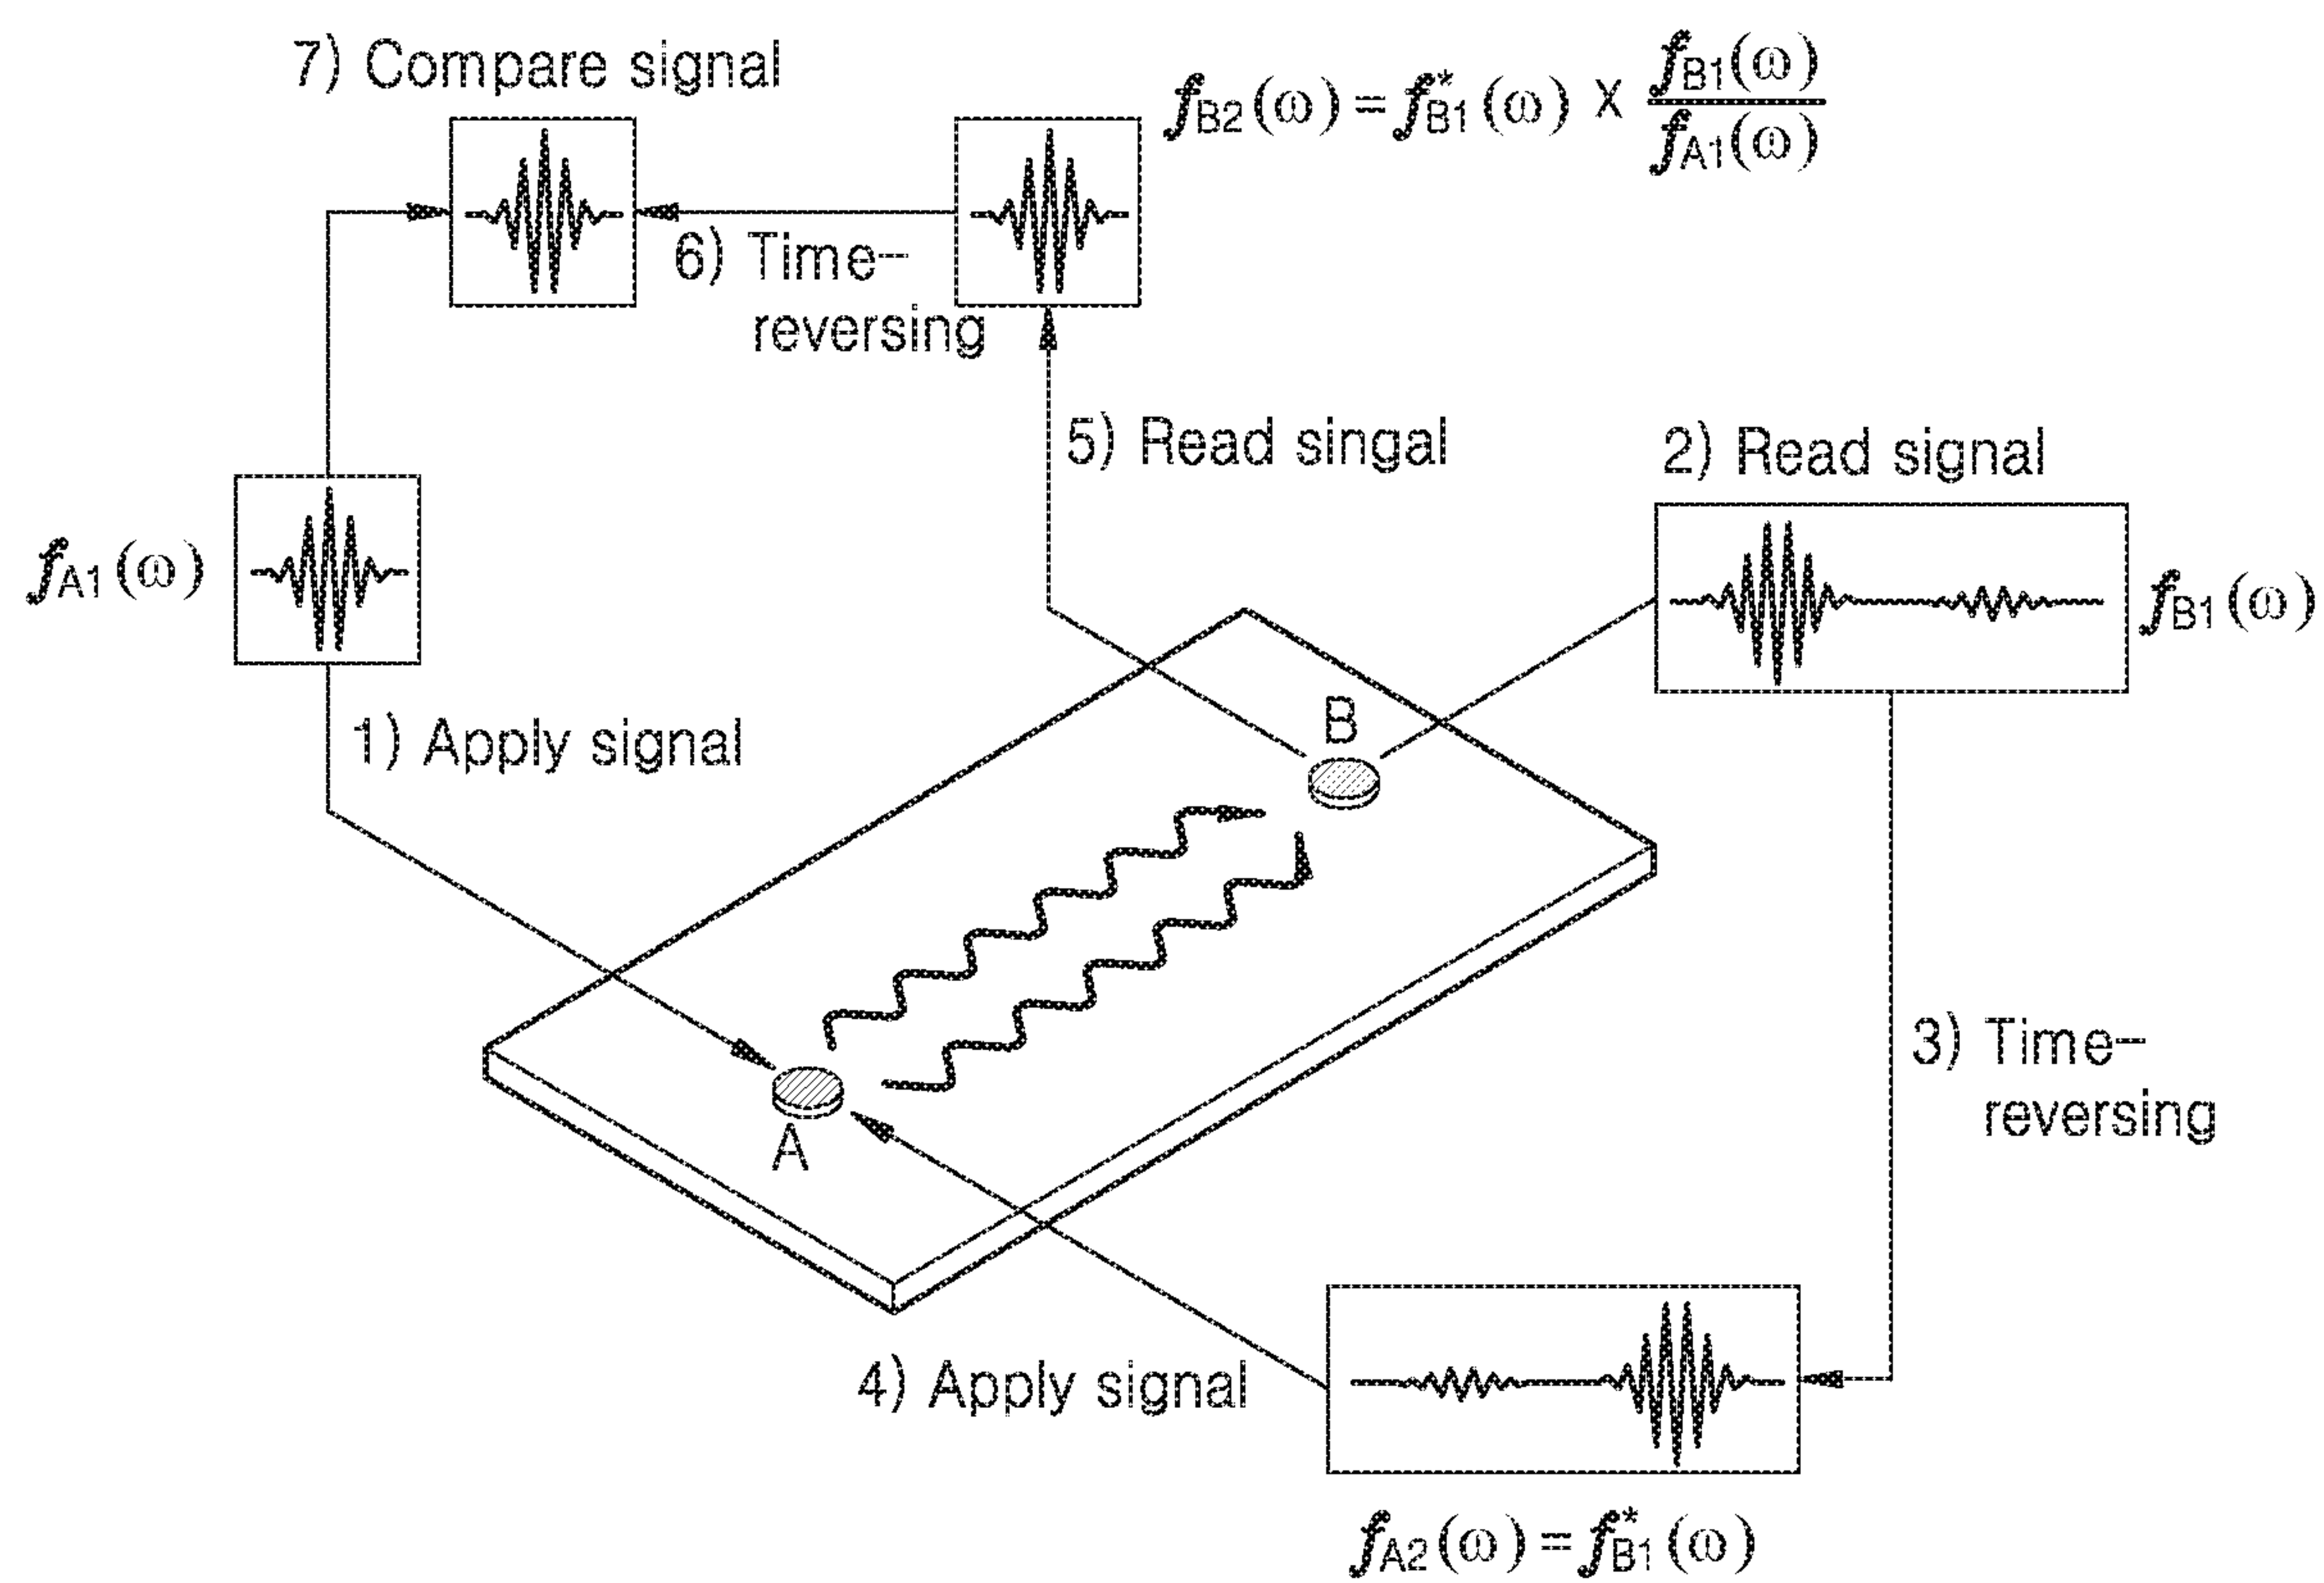 7) Compare signal
f_B2(ω) = f*_B1(ω) X f_B1(ω)/f_A1(ω)
6) Time-
reversing
5) Read singal
2) Read signal
f_A1(ω)
f_B1(ω)
1) Apply signal
B
3) Time-
reversing
A
4) Apply signal
f_A2(ω) = f*_B1(ω)